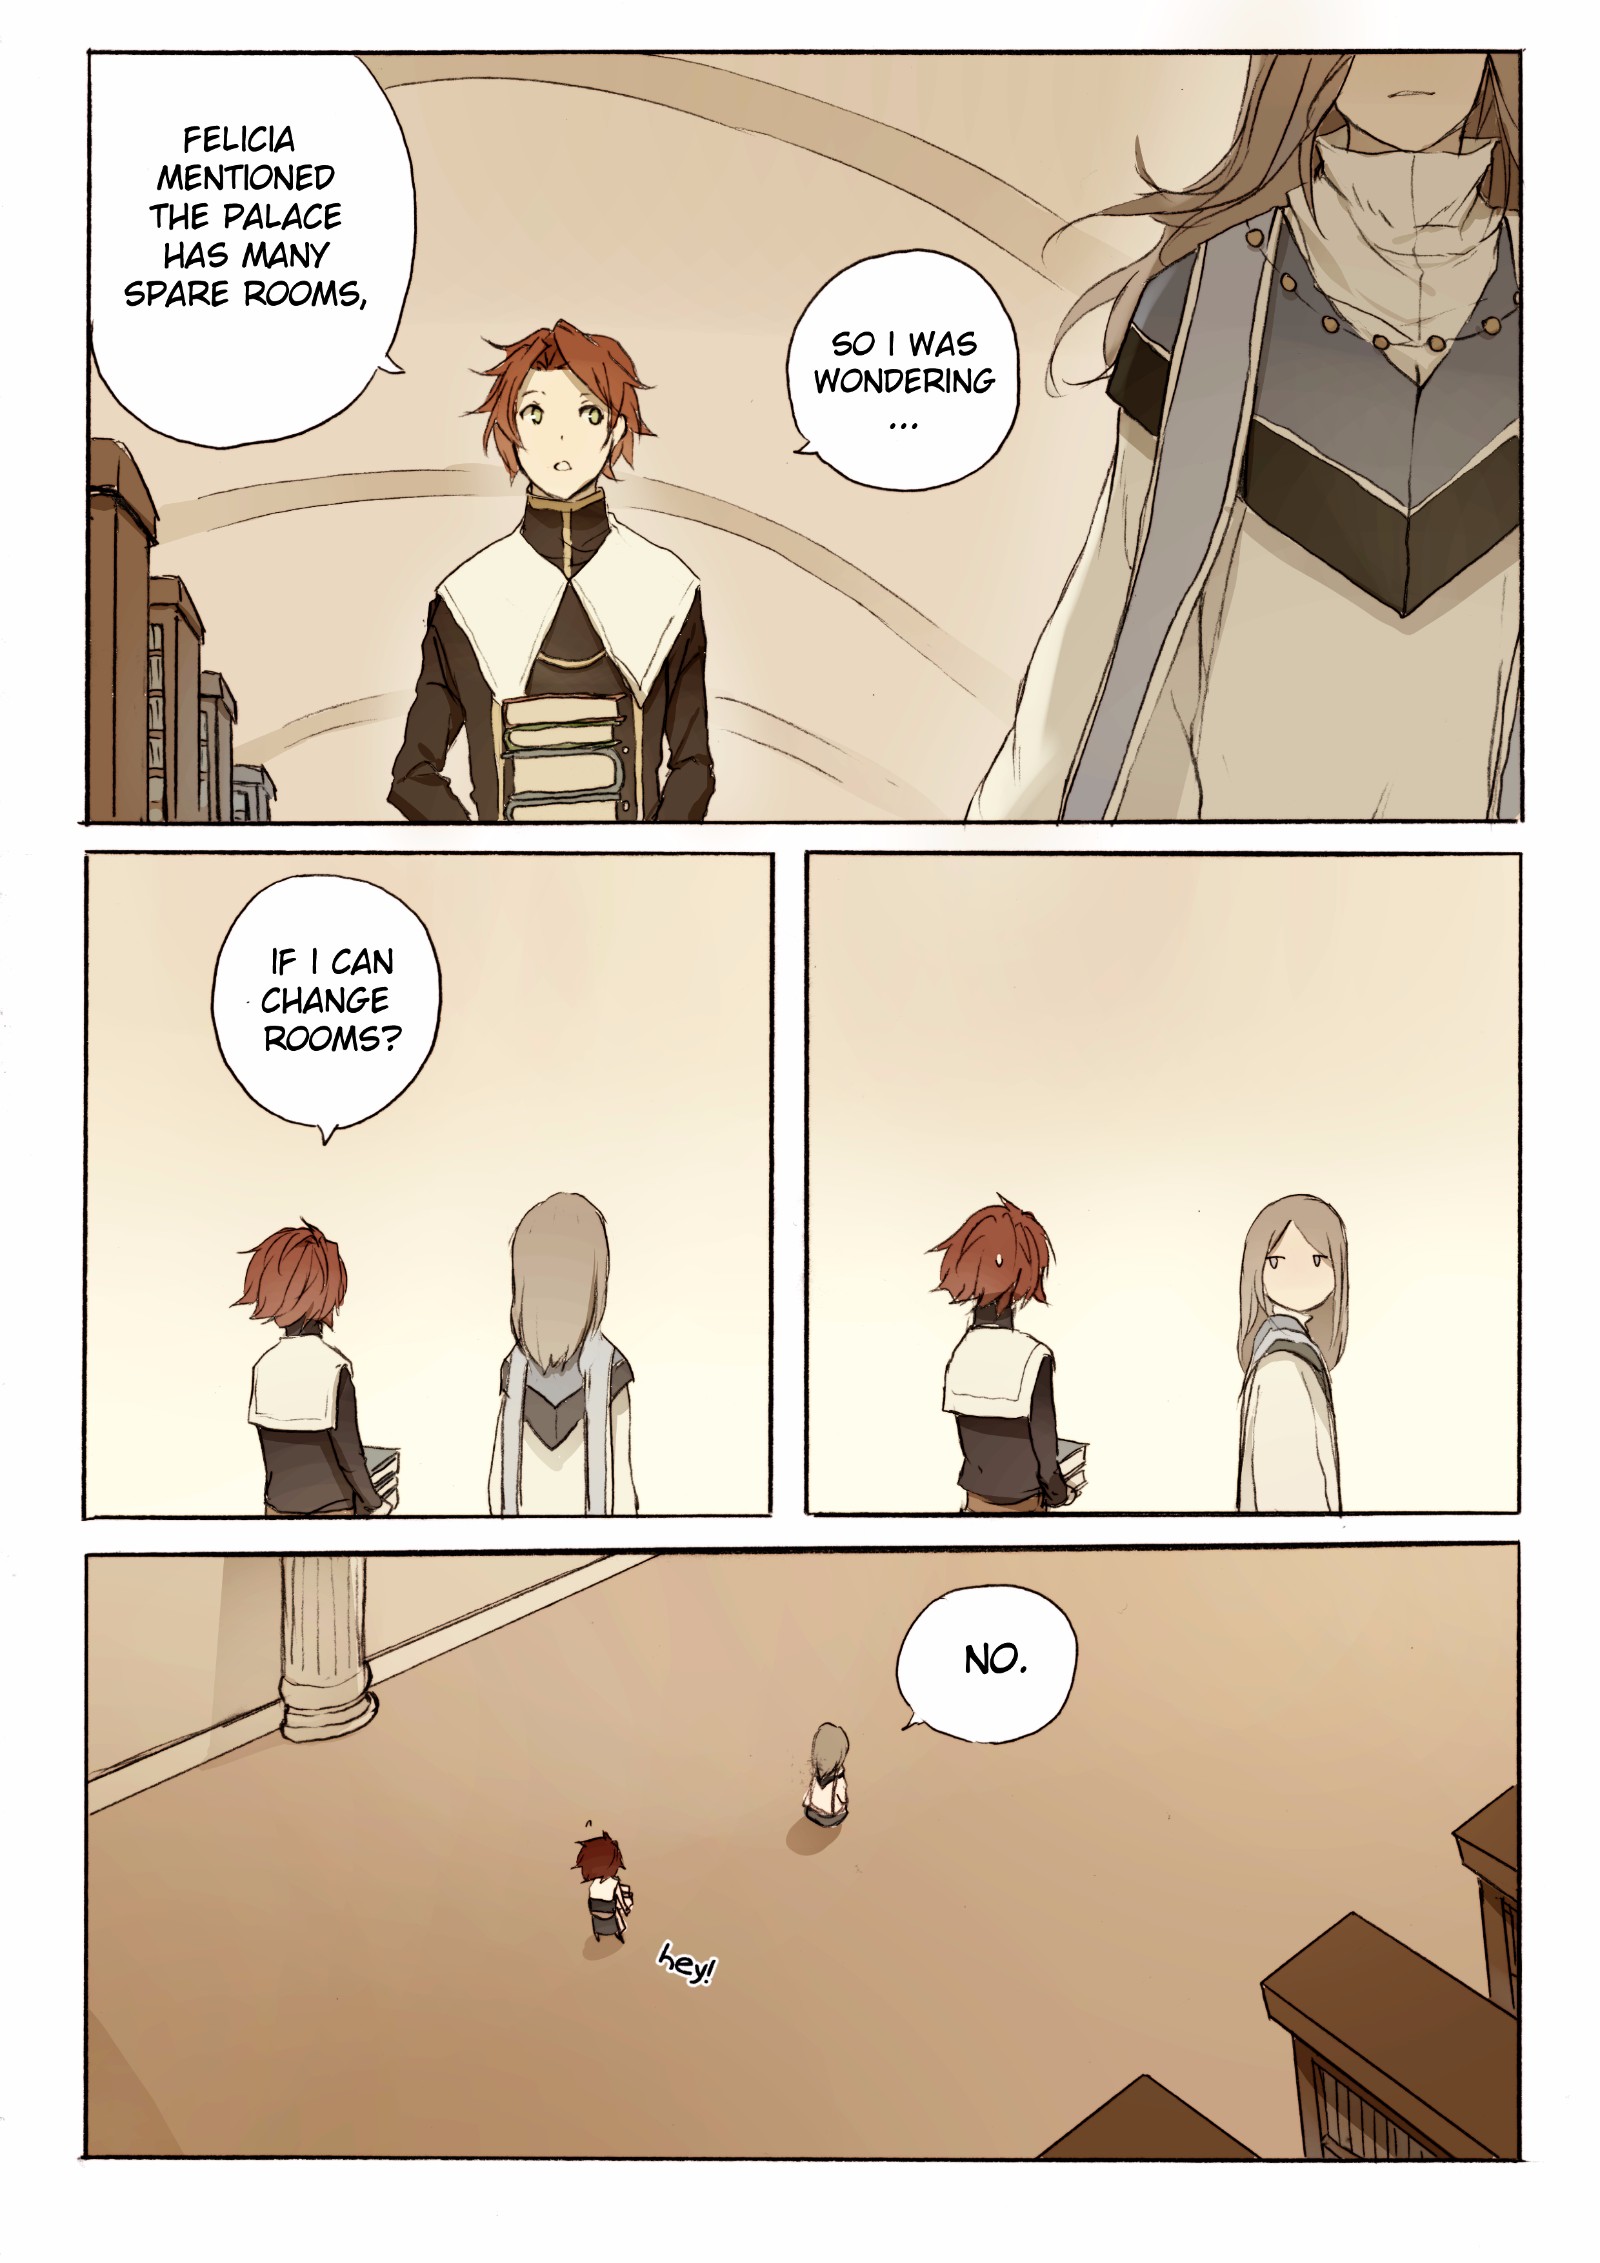 FELICIA
MENTIONED
THE PALACE
HAS MANY
SPARE ROOMS,
SO I WAS
WONDERING
...
IF I CAN
CHANGE
ROOMS?
NO.
hey!